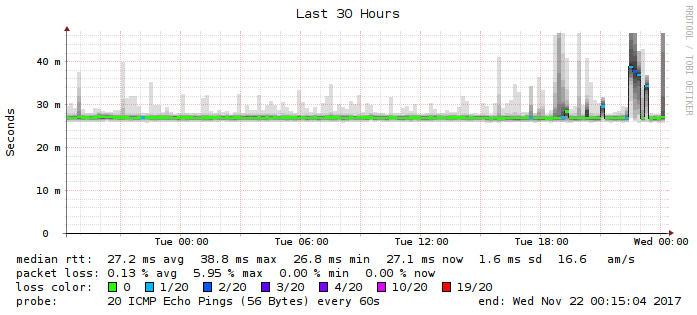 Last 30 Hours
RRDTOOL / TOBI OETIKER
Seconds
40 m
30 m
20 m
10 m
0
Tue 00:00 Tue 06:00 Tue 12:00 Tue 18:00 Wed 00:00
median rtt: 27.2 ms avg 38.8 ms max 26.8 ms min 27.1 ms now 1.6 ms sd 16.6 am/s
packet loss: 0.13 % avg 5.95 % max 0.00 % min 0.00 % now
loss color: 0 1/20 2/20 3/20 4/20 10/20 19/20
probe: 20 ICMP Echo Pings (56 Bytes) every 60s end: Wed Nov 22 00:15:04 2017